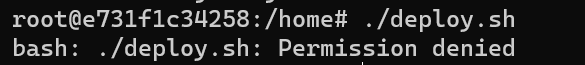 root@e731f1c34258:/home# ./deploy.sh
bash: ./deploy.sh: Permission denied